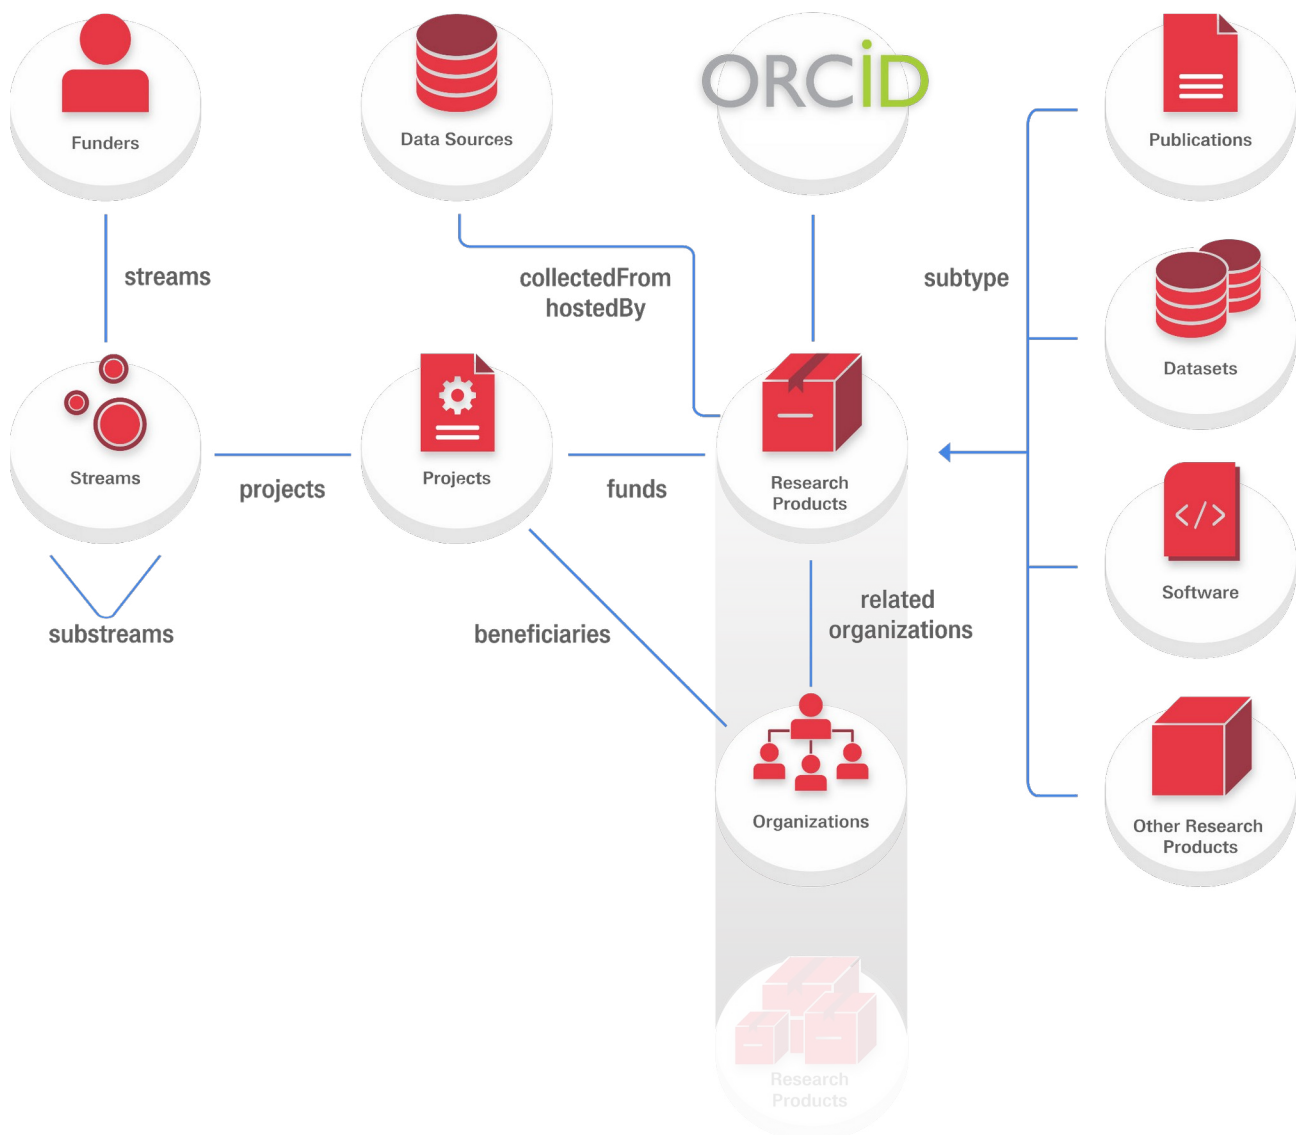 Funders
Data Sources
ORCiD
Publications
streams
collectedFrom
hostedBy
subtype
Datasets
Streams
projects
Projects
funds
Research
Products
</>
Software
substreams
beneficiaries
related
organizations
Organizations
Other Research
Products
Research
Products